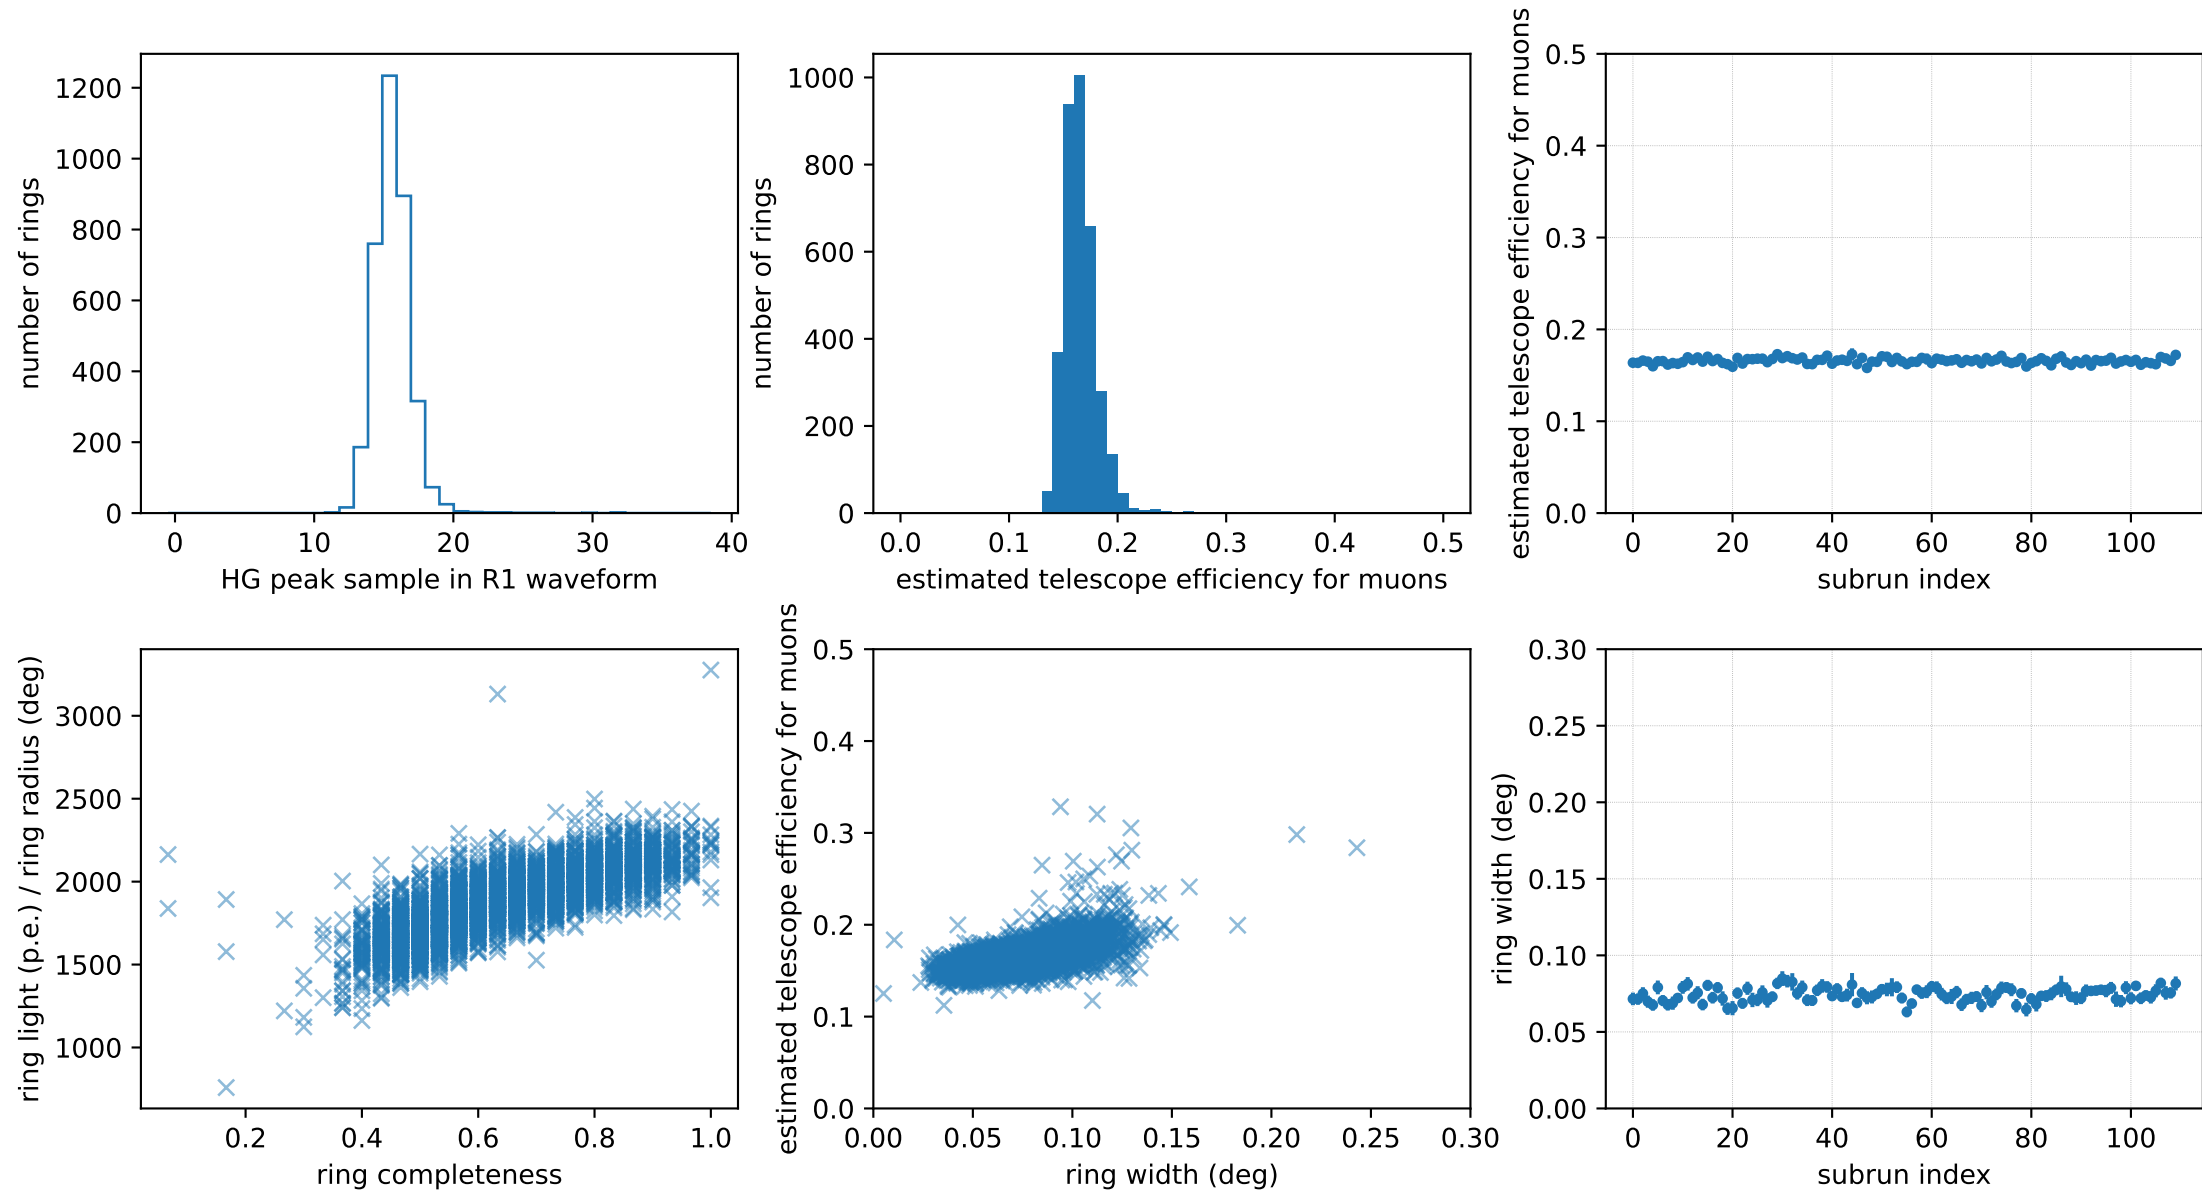 number of rings
1200
1000
800
600
400
200
0
0 10 20 30 40
HG peak sample in R1 waveform
number of rings
1000
800
600
400
200
0
0.0 0.1 0.2 0.3 0.4 0.5
estimated telescope efficiency for muons
estimated telescope efficiency for muons
0.5
0.4
0.3
0.2
0.1
0.0
0 20 40 60 80 100
subrun index
ring light (p.e.) / ring radius (deg)
3000
2500
2000
1500
1000
0.2 0.4 0.6 0.8 1.0
ring completeness
estimated telescope efficiency for muons
0.5
0.4
0.3
0.2
0.1
0.0
0.00 0.05 0.10 0.15 0.20 0.25 0.30
ring width (deg)
ring width (deg)
0.30
0.25
0.20
0.15
0.10
0.05
0.00
0 20 40 60 80 100
subrun index